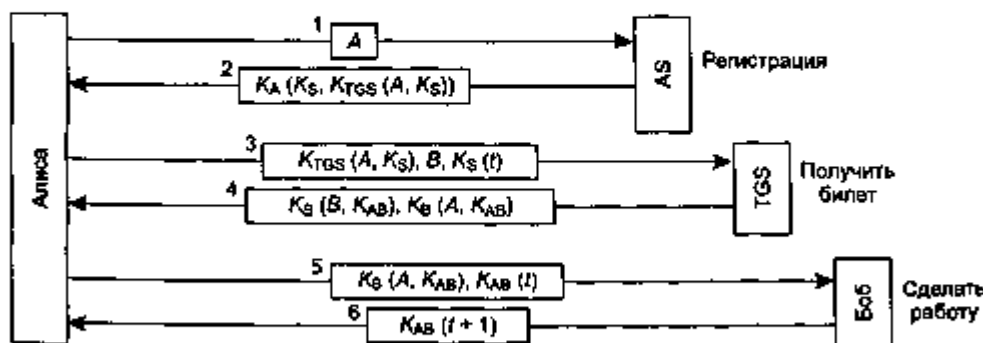 Алиса
1
A
AS
Регистрация
2
K_A (K_S, K_TGS (A, K_S))
3
K_TGS (A, K_S), B, K_S (t)
TGS
Получить
билет
4
K_S (B, K_AB), K_B (A, K_AB)
5
K_B (A, K_AB), K_AB (t)
Боб
Сделать
работу
6
K_AB (t + 1)